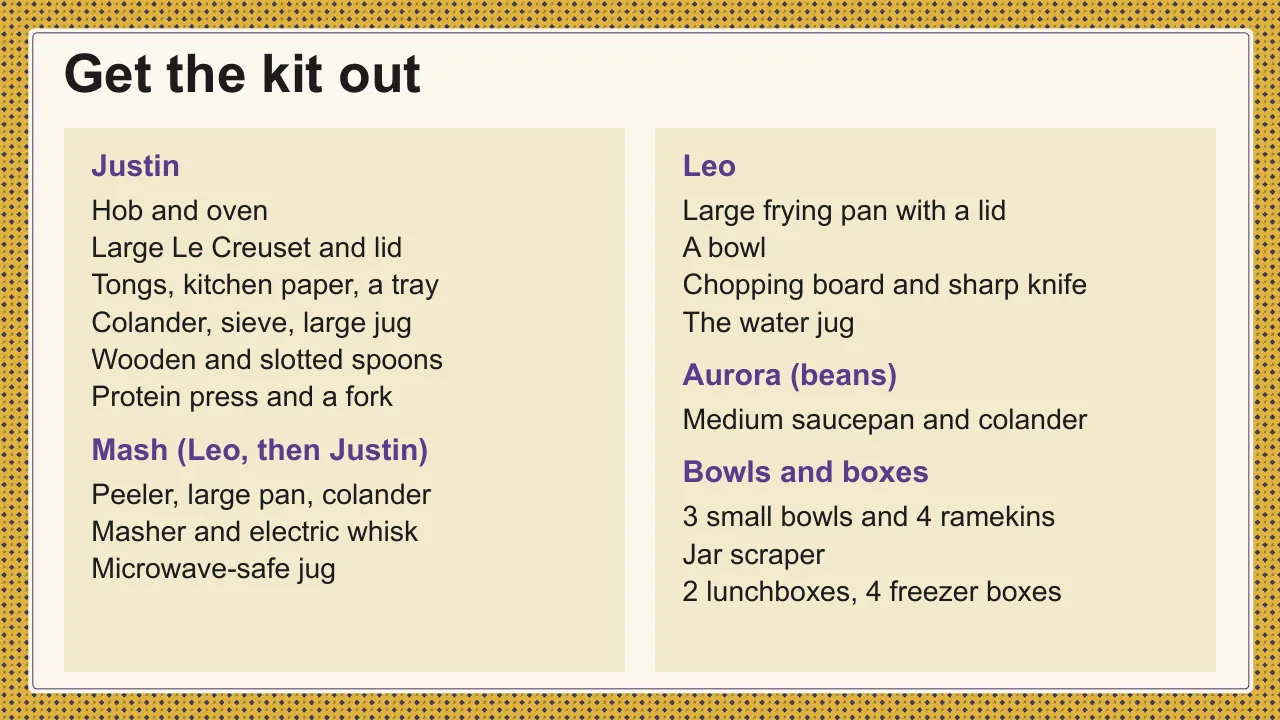 Get the kit out
Justin
Hob and oven
Large Le Creuset and lid
Tongs, kitchen paper, a tray
Colander, sieve, large jug
Wooden and slotted spoons
Protein press and a fork
Mash (Leo, then Justin)
Peeler, large pan, colander
Masher and electric whisk
Microwave-safe jug
Leo
Large frying pan with a lid
A bowl
Chopping board and sharp knife
The water jug
Aurora (beans)
Medium saucepan and colander
Bowls and boxes
3 small bowls and 4 ramekins
Jar scraper
2 lunchboxes, 4 freezer boxes